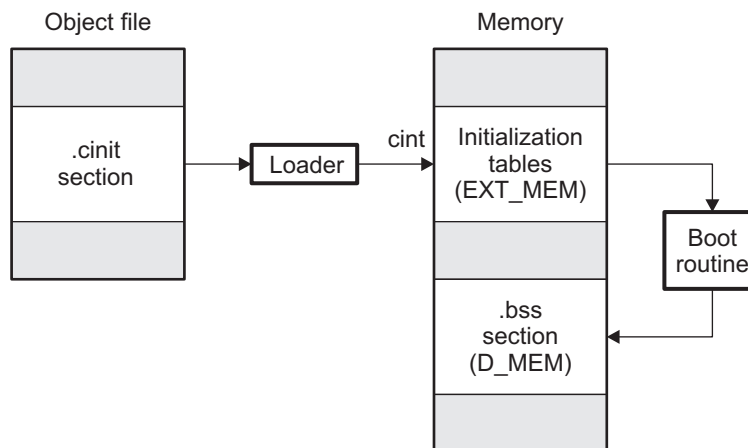 Object file
Memory
.cinit
section
Loader
cint
Initialization
tables
(EXT_MEM)
Boot
routine
.bss
section
(D_MEM)